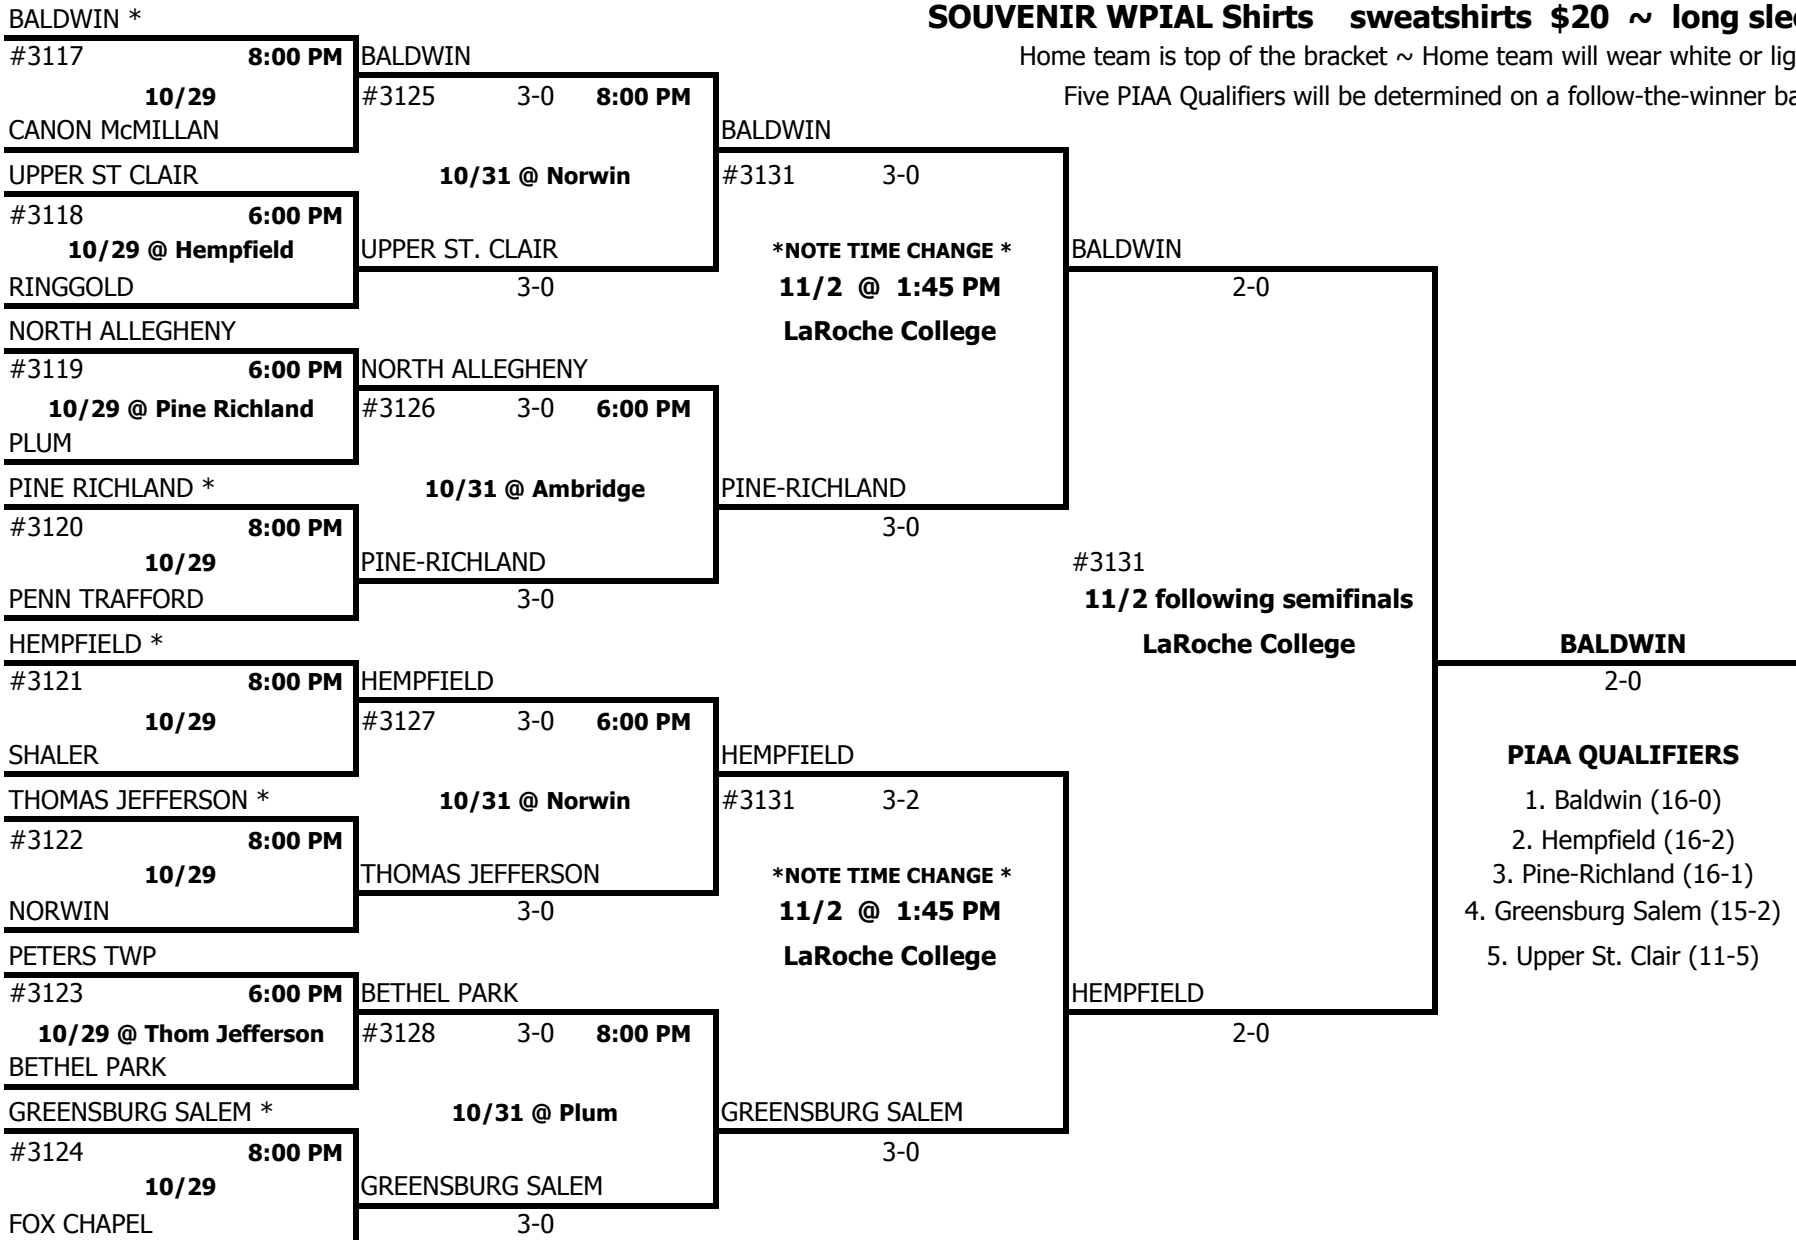 BALDWIN *
SOUVENIR WPIAL Shirts sweatshirts $20 ~ long
#3117 8:00 PM
BALDWIN
Home team is top of the bracket ~ Home team will wear white or
10/29
#3125 3-0 8:00 PM
Five PIAA Qualifiers will be determined on a follow-the-winner
CANON McMILLAN
BALDWIN
UPPER ST CLAIR
10/31 @ Norwin
#3131 3-0
#3118 6:00 PM
10/29 @ Hempfield
UPPER ST. CLAIR
*NOTE TIME CHANGE *
BALDWIN
RINGGOLD
3-0
11/2 @ 1:45 PM
2-0
NORTH ALLEGHENY
LaRoche College
#3119 6:00 PM
NORTH ALLEGHENY
10/29 @ Pine Richland
#3126 3-0 6:00 PM
PLUM
PINE RICHLAND *
10/31 @ Ambridge
PINE-RICHLAND
#3120 8:00 PM
3-0
10/29
PINE-RICHLAND
#3131
PENN TRAFFORD
3-0
11/2 following semifinals
HEMPFIELD *
LaRoche College
BALDWIN
#3121 8:00 PM
HEMPFIELD
2-0
10/29
#3127 3-0 6:00 PM
SHALER
HEMPFIELD
PIAA QUALIFIERS
THOMAS JEFFERSON *
10/31 @ Norwin
#3131 3-2
1. Baldwin (16-0)
#3122 8:00 PM
2. Hempfield (16-2)
10/29
THOMAS JEFFERSON
*NOTE TIME CHANGE *
3. Pine-Richland (16-1)
NORWIN
3-0
11/2 @ 1:45 PM
4. Greensburg Salem (15-2)
PETERS TWP
LaRoche College
5. Upper St. Clair (11-5)
#3123 6:00 PM
BETHEL PARK
HEMPFIELD
10/29 @ Thom Jefferson
#3128 3-0 8:00 PM
2-0
BETHEL PARK
GREENSBURG SALEM *
10/31 @ Plum
GREENSBURG SALEM
#3124 8:00 PM
3-0
10/29
GREENSBURG SALEM
FOX CHAPEL
3-0